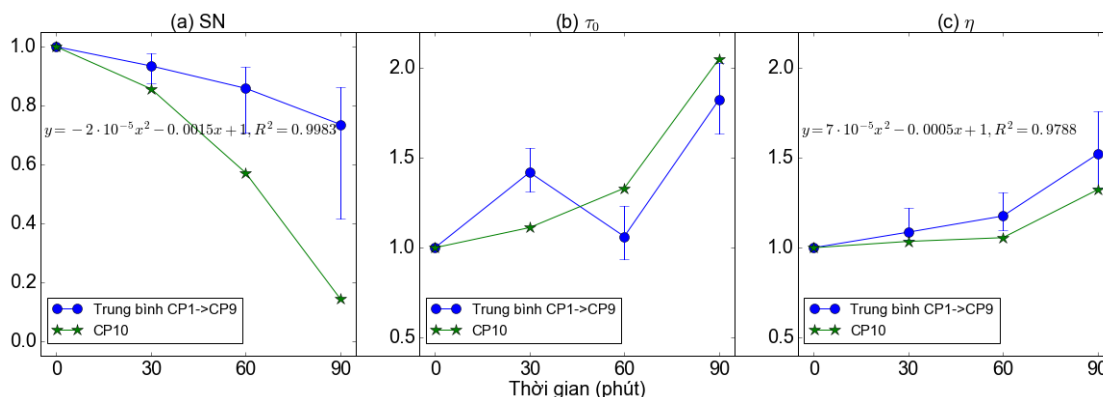 (a) SN
(b) τ₀
(c) η
1.0
0.8
0.6
0.4
0.2
0.0
y = −2·10⁻⁵x² − 0.0015x + 1, R² = 0.9983
Trung bình CP1->CP9
CP10
0 30 60 90
2.0
1.5
1.0
0.5
Trung bình CP1->CP9
CP10
0 30 60 90
2.0
1.5
1.0
0.5
y = 7·10⁻⁵x² − 0.0005x + 1, R² = 0.9788
Trung bình CP1->CP9
CP10
0 30 60 90
Thời gian (phút)